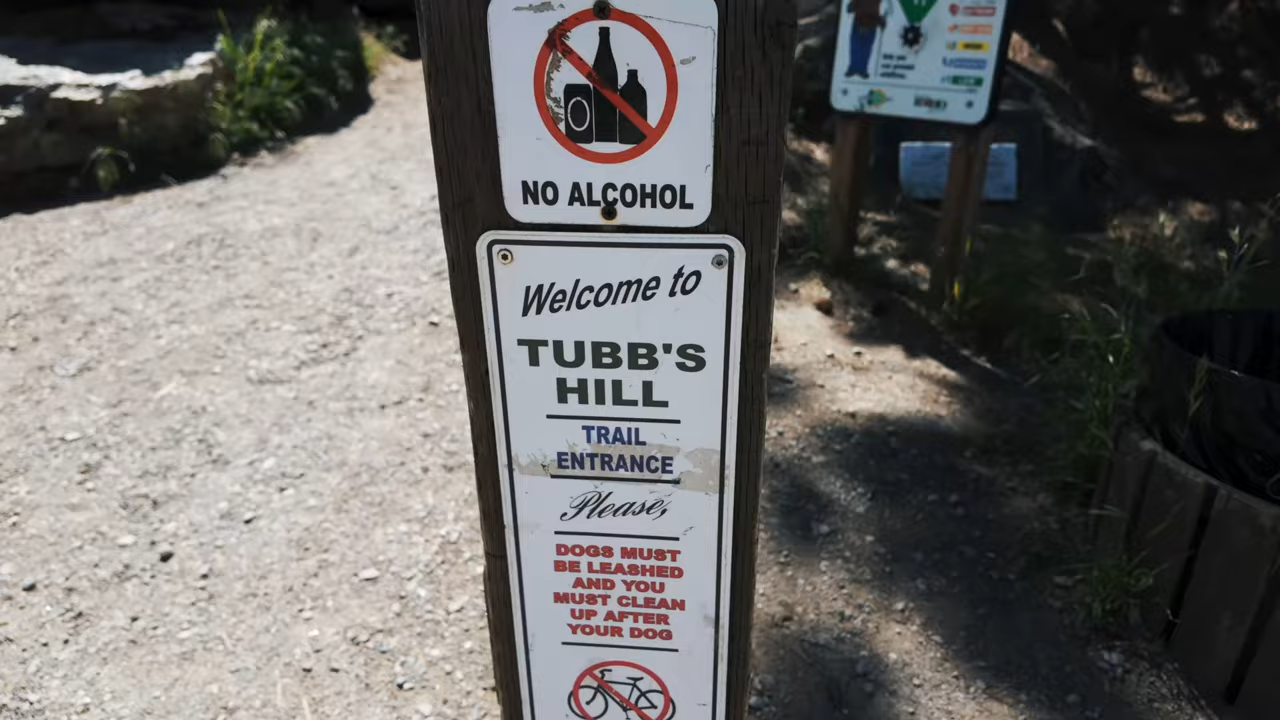 NO ALCOHOL
Welcome to
TUBB'S
HILL
TRAIL
ENTRANCE
Please,
DOGS MUST
BE LEASHED
AND YOU
MUST CLEAN
UP AFTER
YOUR DOG